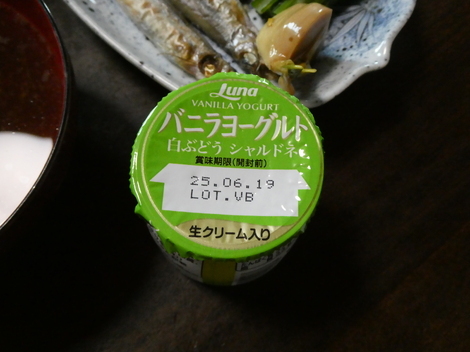 Luna
VANILLA YOGURT
バニラヨーグルト
白ぶどう シャルドネ
賞味期限(開封前)
25.06.19
LOT.VB
生クリーム入り